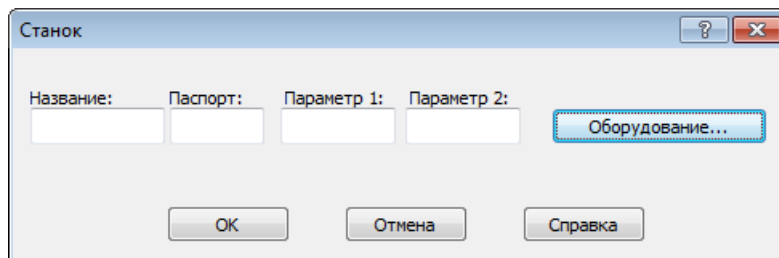 Станок
Название: Паспорт: Параметр 1: Параметр 2:
Оборудование...
OK Отмена Справка